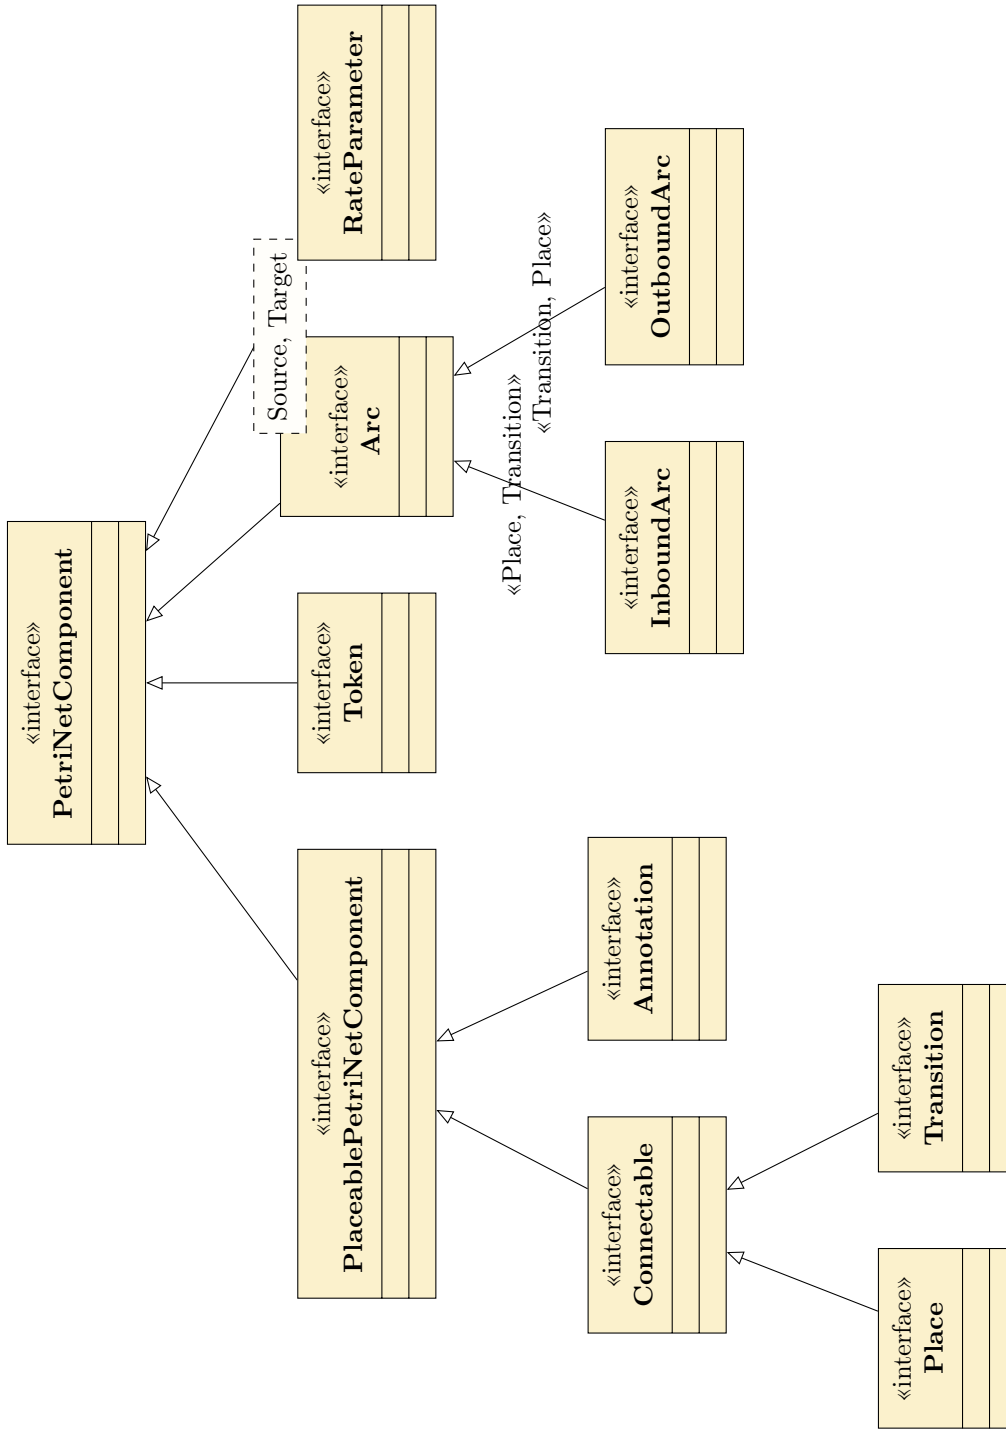 «interface»
PetriNetComponent
«interface»
PlaceablePetriNetComponent
«interface»
Token
«interface»
Arc
Source, Target
«interface»
RateParameter
«interface»
Connectable
«interface»
Annotation
«Place, Transition»
«Transition, Place»
«interface»
InboundArc
«interface»
OutboundArc
«interface»
Place
«interface»
Transition